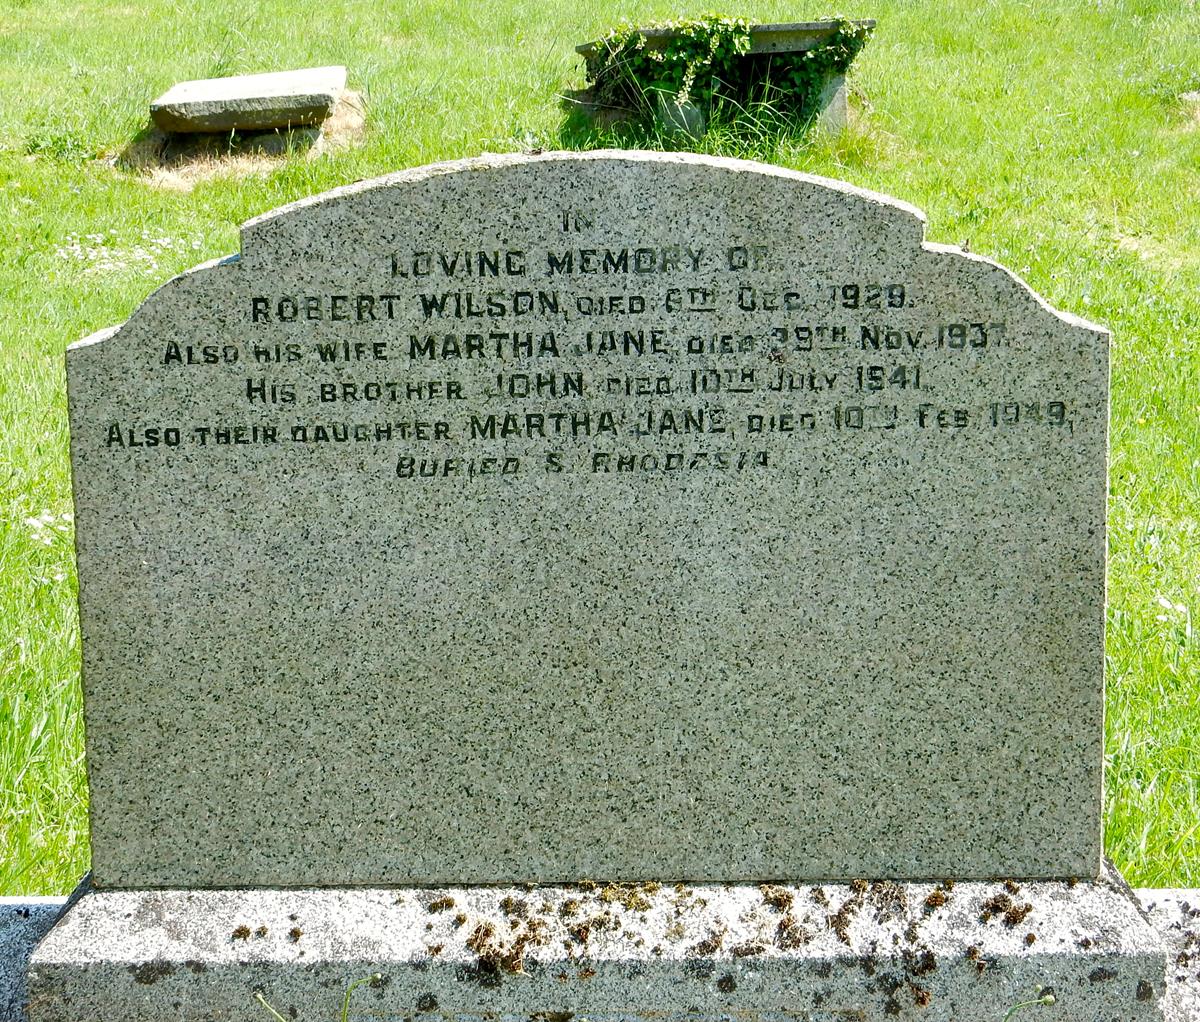 IN
LOVING MEMORY OF
ROBERT WILSON, DIED 6TH DEC. 1929.
ALSO HIS WIFE MARTHA JANE, DIED 29TH NOV. 1937.
HIS BROTHER JOHN, DIED 10TH JULY 1941.
ALSO THEIR DAUGHTER MARTHA JANE, DIED 10TH FEB. 1949,
BURIED S. RHODESIA.